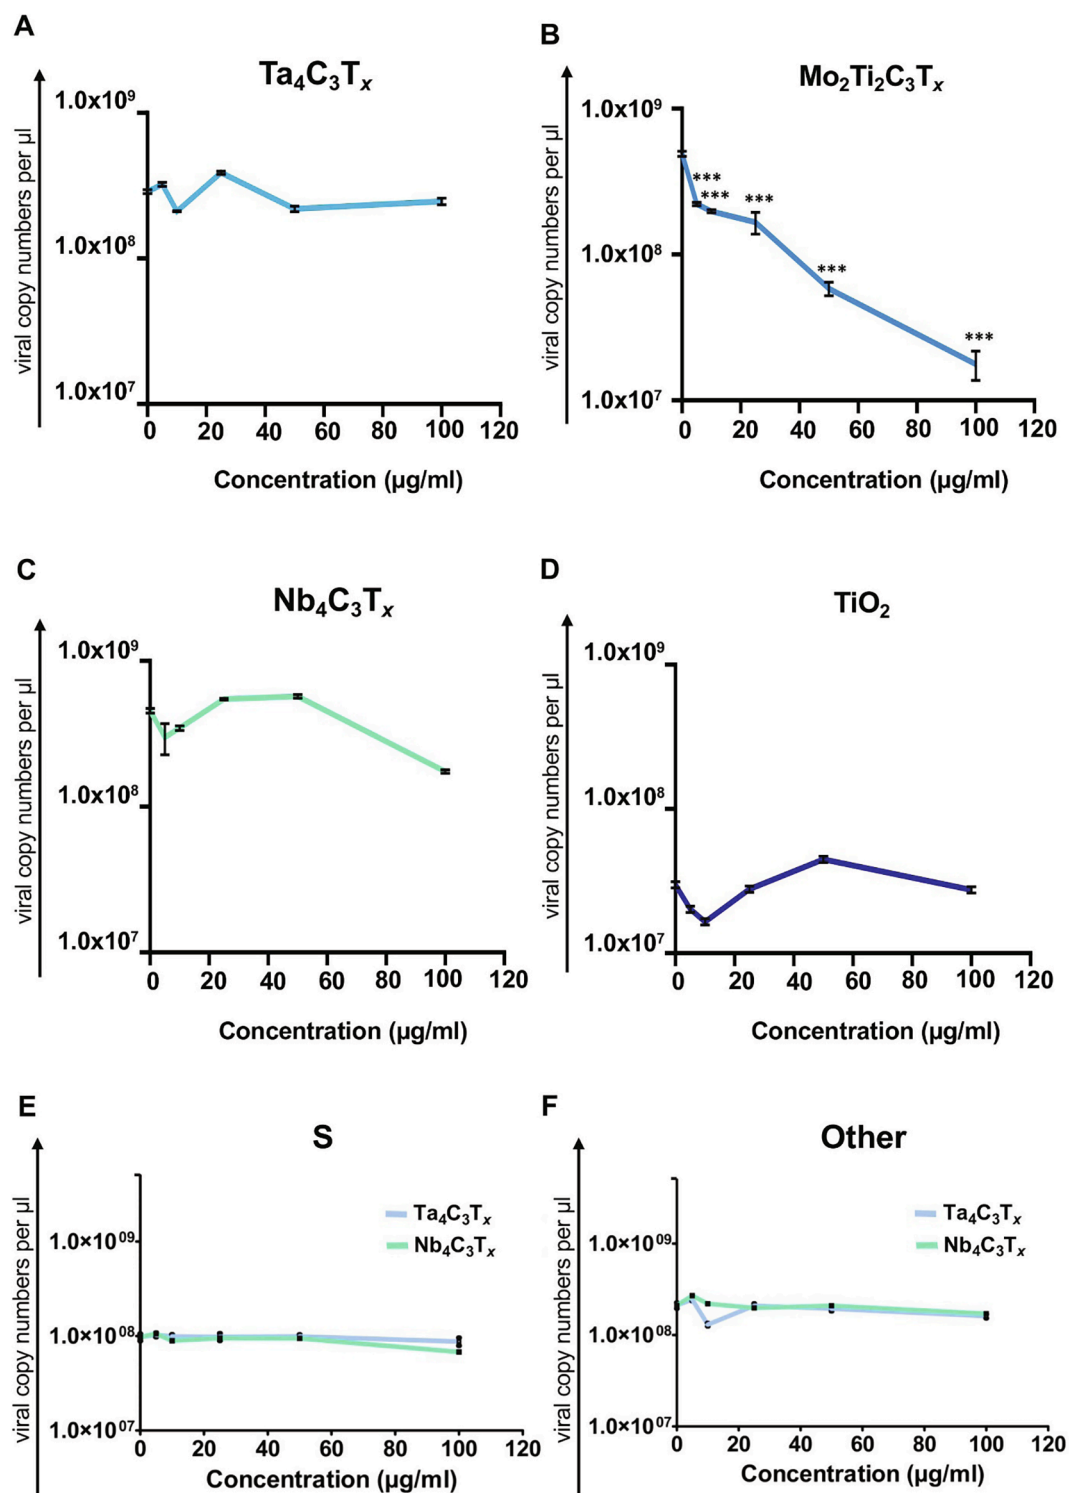 A
Ta₄C₃Tₓ
viral copy numbers per µl
1.0x10⁹
1.0x10⁸
1.0x10⁷
0 20 40 60 80 100 120
Concentration (µg/ml)
B
Mo₂Ti₂C₃Tₓ
viral copy numbers per µl
1.0x10⁹
1.0x10⁸
1.0x10⁷
***
***
***
***
***
0 20 40 60 80 100 120
Concentration (µg/ml)
C
Nb₄C₃Tₓ
viral copy numbers per µl
1.0x10⁹
1.0x10⁸
1.0x10⁷
0 20 40 60 80 100 120
Concentration (µg/ml)
D
TiO₂
viral copy numbers per µl
1.0x10⁹
1.0x10⁸
1.0x10⁷
0 20 40 60 80 100 120
Concentration (µg/ml)
E
S
viral copy numbers per µl
Ta₄C₃Tₓ
Nb₄C₃Tₓ
1.0×10⁰⁹
1.0×10⁰⁸
1.0×10⁰⁷
0 20 40 60 80 100 120
Concentration (µg/ml)
F
Other
viral copy numbers per µl
Ta₄C₃Tₓ
Nb₄C₃Tₓ
1.0×10⁰⁹
1.0×10⁰⁸
1.0×10⁰⁷
0 20 40 60 80 100 120
Concentration (µg/ml)